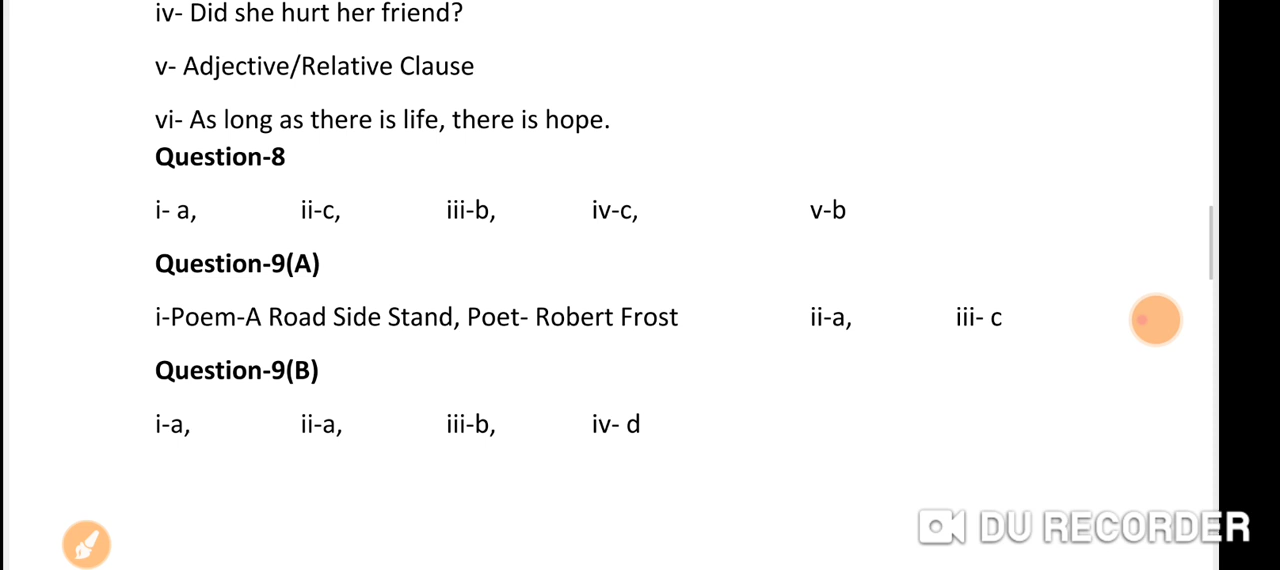 iv- Did she hurt her friend?
v- Adjective/Relative Clause
vi- As long as there is life, there is hope.
Question-8
i- a, ii-c, iii-b, iv-c, v-b
Question-9(A)
i-Poem-A Road Side Stand, Poet- Robert Frost ii-a, iii- c
Question-9(B)
i-a, ii-a, iii-b, iv- d
DU RECORDER